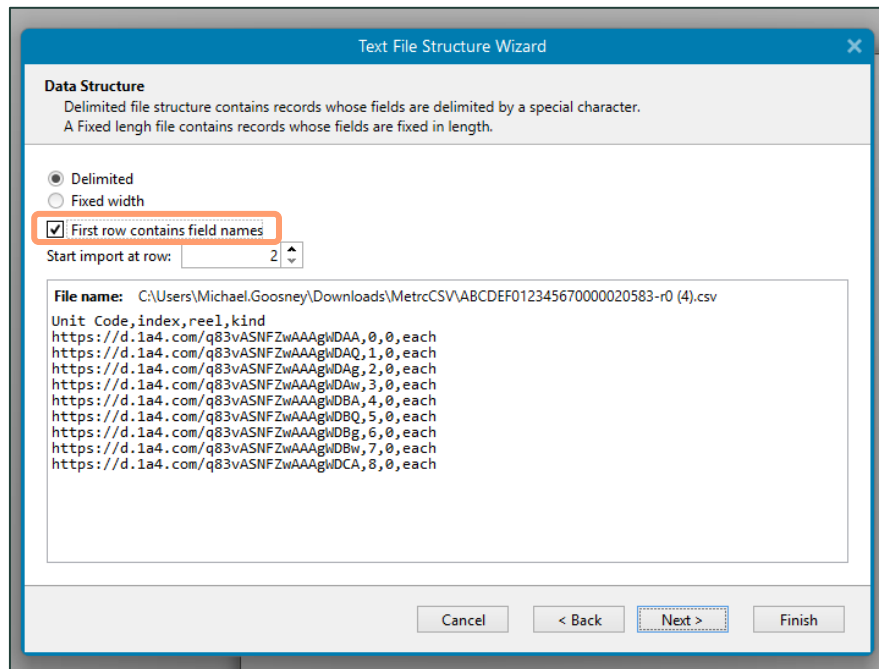 Text File Structure Wizard
Data Structure
Delimited file structure contains records whose fields are delimited by a special character.
A Fixed lengh file contains records whose fields are fixed in length.
Delimited
Fixed width
First row contains field names
Start import at row: 2
File name: C:\Users\Michael.Goosney\Downloads\MetrcCSV\ABCDEF012345670000020583-r0 (4).csv
Unit Code,index,reel,kind
https://d.1a4.com/q83vASNFZwAAAgWDAA,0,0,each
https://d.1a4.com/q83vASNFZwAAAgWDAQ,1,0,each
https://d.1a4.com/q83vASNFZwAAAgWDAg,2,0,each
https://d.1a4.com/q83vASNFZwAAAgWDAw,3,0,each
https://d.1a4.com/q83vASNFZwAAAgWDBA,4,0,each
https://d.1a4.com/q83vASNFZwAAAgWDBQ,5,0,each
https://d.1a4.com/q83vASNFZwAAAgWDBg,6,0,each
https://d.1a4.com/q83vASNFZwAAAgWDBw,7,0,each
https://d.1a4.com/q83vASNFZwAAAgWDCA,8,0,each
Cancel < Back Next > Finish